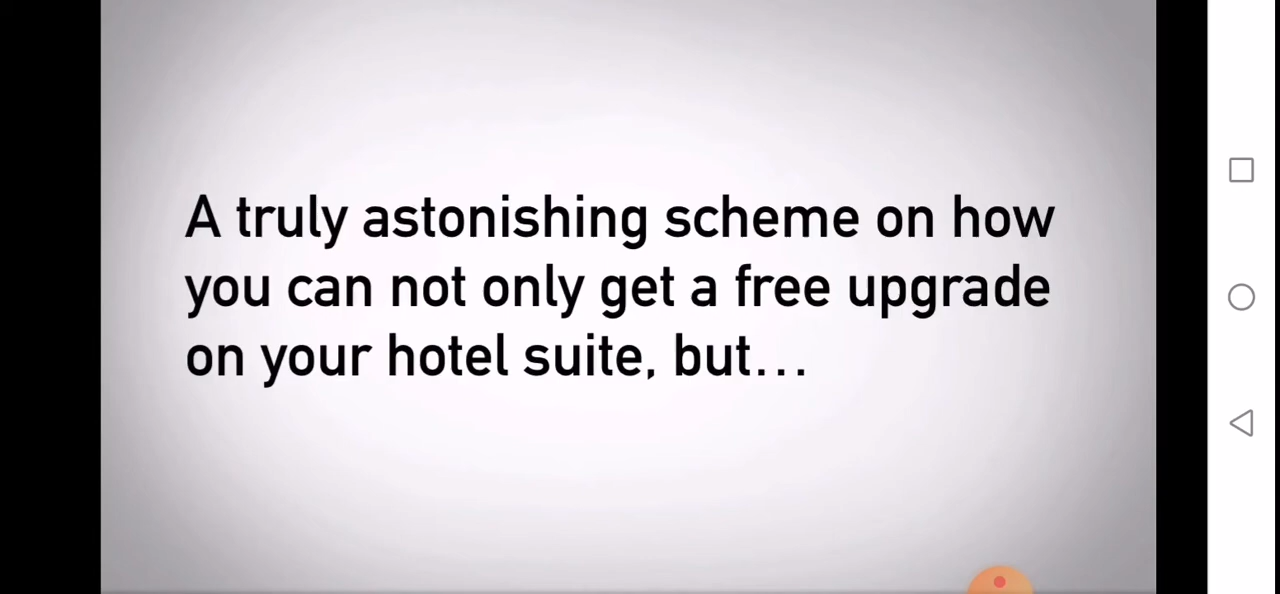 A truly astonishing scheme on how
you can not only get a free upgrade
on your hotel suite, but...